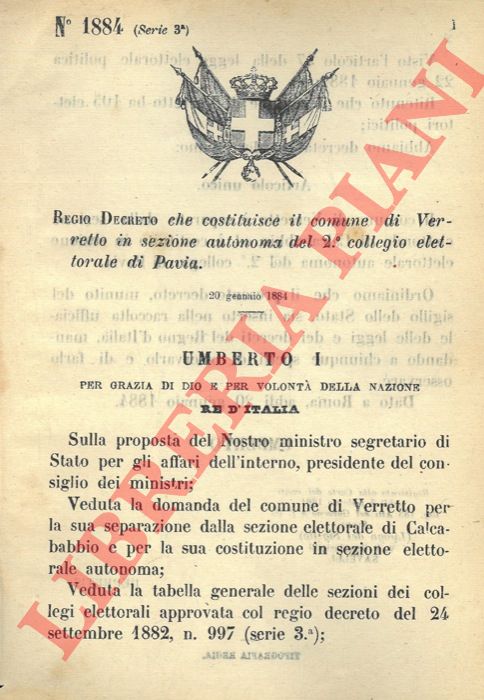 N° 1884 (Serie 3ª)
1
REGIO DECRETO che costituisce il comune di Ver-
retto in sezione autonoma del 2.° collegio elet-
torale di Pavia.
20 gennaio 1884
UMBERTO I
PER GRAZIA DI DIO E PER VOLONTÀ DELLA NAZIONE
RE D'ITALIA
Sulla proposta del Nostro ministro segretario di
Stato per gli affari dell'interno, presidente del con-
siglio dei ministri;
Veduta la domanda del comune di Verretto per
la sua separazione dalla sezione elettorale di Calca-
babbio e per la sua costituzione in sezione eletto-
rale autonoma;
Veduta la tabella generale delle sezioni dei col-
legi elettorali approvata col regio decreto del 24
settembre 1882, n. 997 (serie 3.ª);
LIBRERIA PIANI